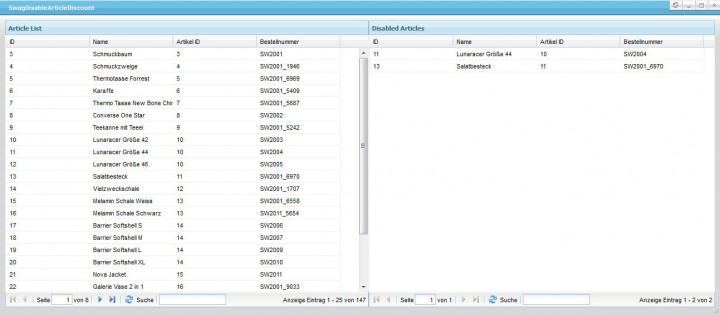 SwagDisableArticleDiscount
Article List
ID Name Artikel ID Bestellnummer
3 Schmuckbaum 3 SW2001
4 Schmuckzweige 4 SW2001_1946
5 Thermotasse Forrest 5 SW2001_6969
6 Karaffe 6 SW2001_5409
7 Thermo Tasse New Bone Chir 7 SW2001_5687
8 Converse One Star 8 SW2002
9 Teekanne mit Teeei 9 SW2001_5242
10 Lunaracer Größe 42 10 SW2003
11 Lunaracer Größe 44 10 SW2004
12 Lunaracer Größe 46 10 SW2005
13 Salatbesteck 11 SW2001_6970
14 Vielzweckschale 12 SW2001_1707
15 Melamin Schale Weiss 13 SW2001_6558
16 Melamin Schale Schwarz 13 SW2011_5654
17 Barrier Softshell S 14 SW2006
18 Barrier Softshell M 14 SW2007
19 Barrier Softshell L 14 SW2009
20 Barrier Softshell XL 14 SW2010
21 Nova Jacket 15 SW2011
22 Galerie Vase 2 in 1 16 SW2001_9033
Seite 1 von 8 Suche Anzeige Eintrag 1 - 25 von 147
Disabled Articles
ID Name Artikel ID Bestellnummer
11 Lunaracer Größe 44 10 SW2004
13 Salatbesteck 11 SW2001_6970
Seite 1 von 1 Suche Anzeige Eintrag 1 - 2 von 2